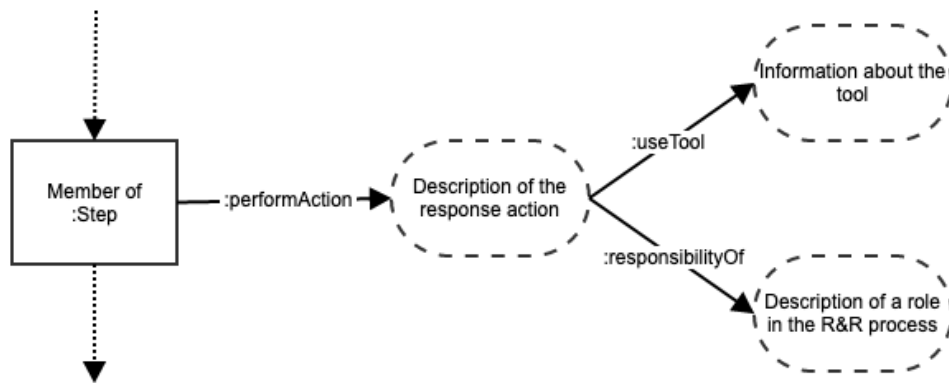 Member of
:Step
:performAction
Description of the
response action
:useTool
:responsibilityOf
Information about the
tool
Description of a role
in the R&R process